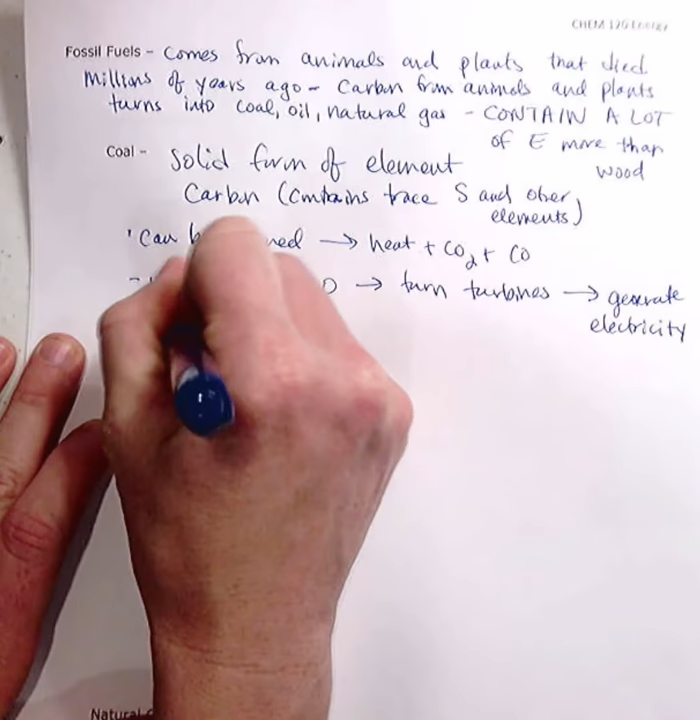 CHEM 120 Energy
Fossil Fuels - Comes from animals and plants that died
Millions of years ago - Carbon from animals and plants
turns into coal, oil, natural gas - CONTAIN A LOT
of E more than
wood
Coal - Solid form of element
Carbon (contains trace S and other
elements)
'Can ned → heat + CO2 + CO
→ turn turbines → generate
electricity
Natural